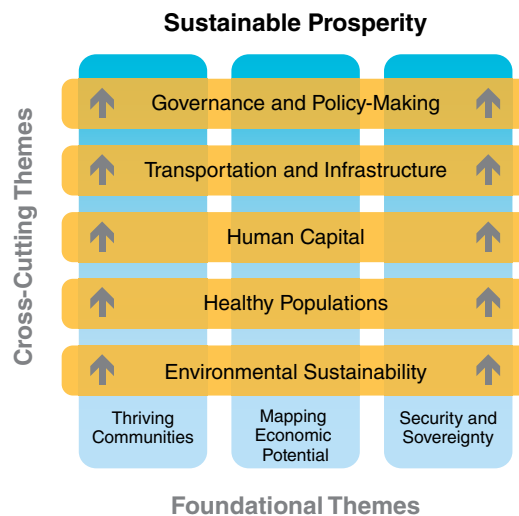 Sustainable Prosperity
Cross-Cutting Themes
Governance and Policy-Making
Transportation and Infrastructure
Human Capital
Healthy Populations
Environmental Sustainability
Thriving
Communities
Mapping
Economic
Potential
Security and
Sovereignty
Foundational Themes